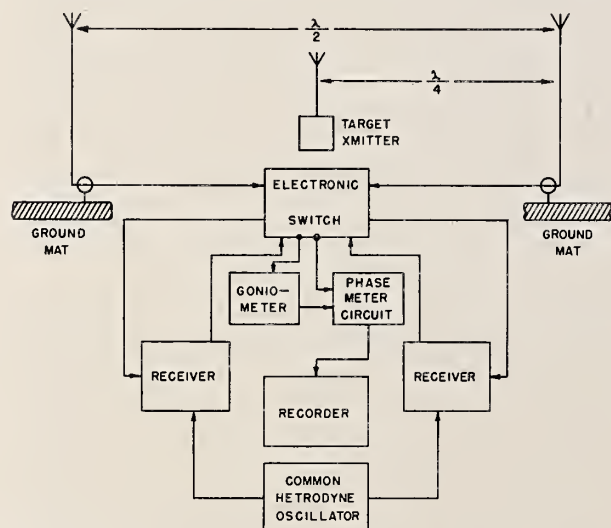 λ
2
λ
4
TARGET
XMITTER
ELECTRONIC
SWITCH
GROUND
MAT
GROUND
MAT
GONIO-
METER
PHASE
METER
CIRCUIT
RECEIVER
RECORDER
RECEIVER
COMMON
HETRODYNE
OSCILLATOR